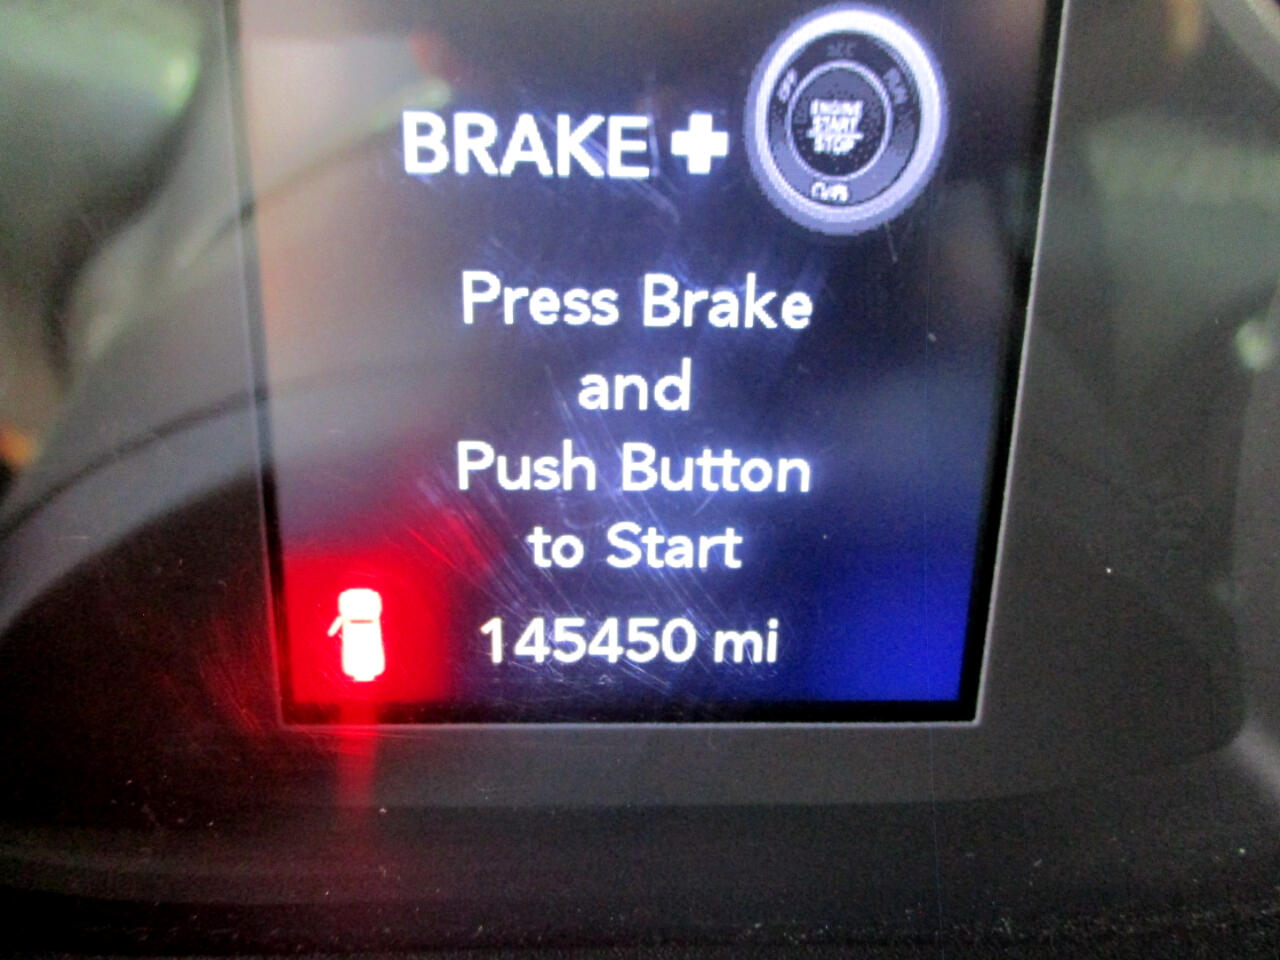 BRAKE +
ENGINE
START
STOP
Press Brake
and
Push Button
to Start
145450 mi